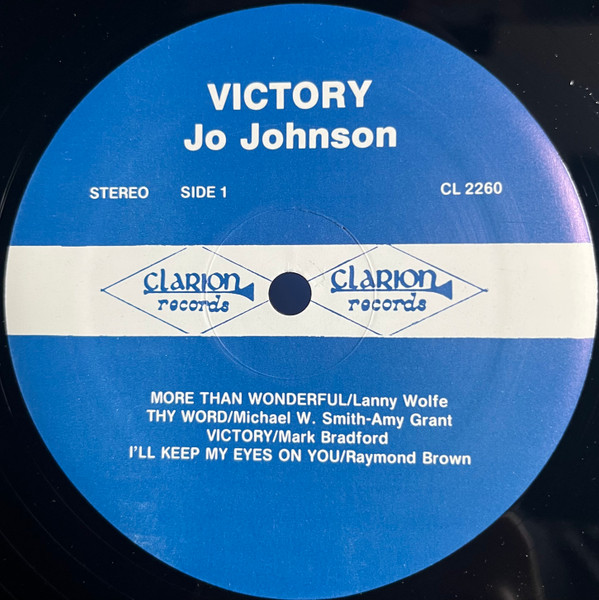 VICTORY
Jo Johnson
STEREO SIDE 1 CL 2260
CLARION CLARION
records records
MORE THAN WONDERFUL/Lanny Wolfe
THY WORD/Michael W. Smith-Amy Grant
VICTORY/Mark Bradford
I'LL KEEP MY EYES ON YOU/Raymond Brown